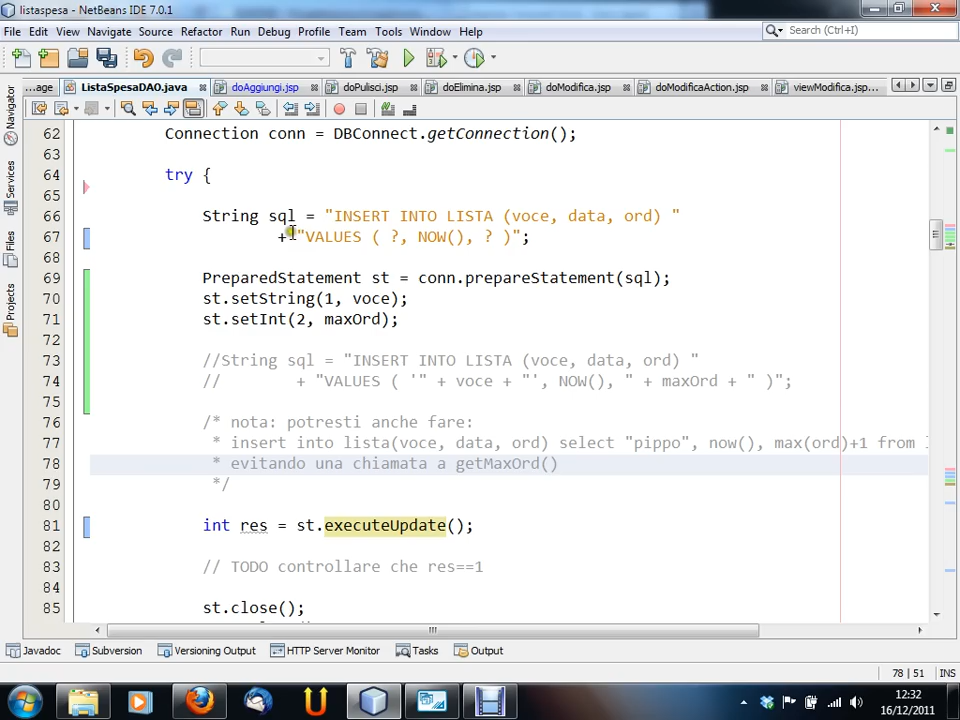 listaspesa - NetBeans IDE 7.0.1
File Edit View Navigate Source Refactor Run Debug Profile Team Tools Window Help
Search (Ctrl+I)
...age ListaSpesaDAO.java doAggiungi.jsp doPulisci.jsp doElimina.jsp doModifica.jsp doModificaAction.jsp viewModifica.jsp...
Navigator
Services
Files
Projects
62 Connection conn = DBConnect.getConnection();
63
64 try {
65
66 String sql = "INSERT INTO LISTA (voce, data, ord) "
67 + "VALUES ( ?, NOW(), ? )";
68
69 PreparedStatement st = conn.prepareStatement(sql);
70 st.setString(1, voce);
71 st.setInt(2, maxOrd);
72
73 //String sql = "INSERT INTO LISTA (voce, data, ord) "
74 // + "VALUES ( '" + voce + "', NOW(), " + maxOrd + " )";
75
76 /* nota: potresti anche fare:
77 * insert into lista(voce, data, ord) select "pippo", now(), max(ord)+1 from
78 * evitando una chiamata a getMaxOrd()
79 */
80
81 int res = st.executeUpdate();
82
83 // TODO controllare che res==1
84
85 st.close();
Javadoc Subversion Versioning Output HTTP Server Monitor Tasks Output
78 | 51 INS
12:32
16/12/2011